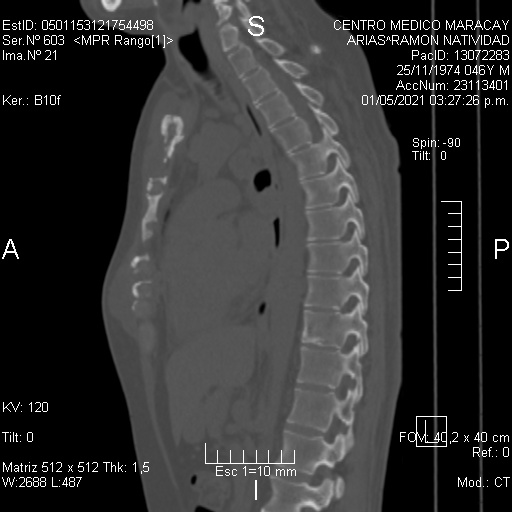 EstID: 0501153121754498
Ser.Nº 603 <MPR Rango[1]>
Ima.Nº 21
Ker.: B10f
S
CENTRO MEDICO MARACAY
ARIAS^RAMON NATIVIDAD
PacID: 13072283
25/11/1974 046Y M
AccNum: 23113401
01/05/2021 03:27:26 p.m.
Spin: -90
Tilt: 0
A
P
KV: 120
Tilt: 0
Matriz 512 x 512 Thk: 1,5
W:2688 L:487
Esc 1=10 mm
I
FOM: 40,2 x 40 cm
Ref.: 0
Mod.: CT